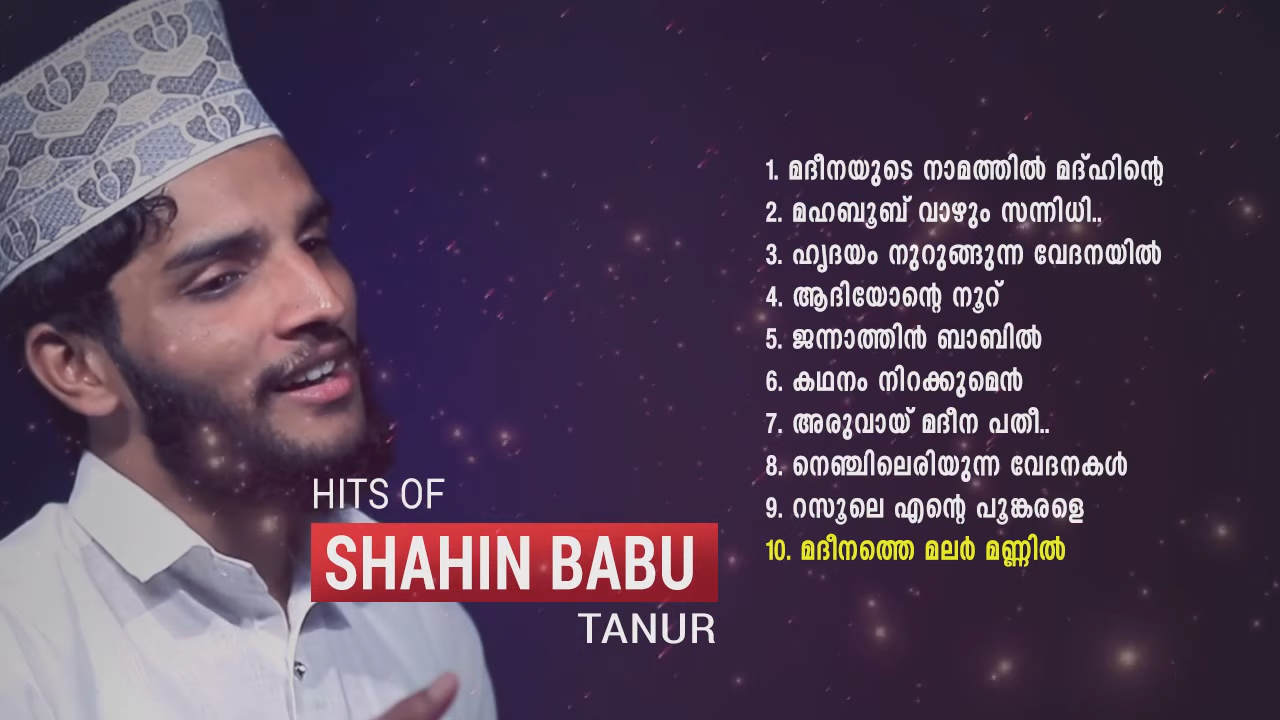 HITS OF
SHAHIN BABU
TANUR
1. മദീനയുടെ നാമത്തിൽ മദ്ഹിന്റെ
2. മഹബൂബ് വാഴും സന്നിധി..
3. ഹൃദയം നുറുങ്ങുന്ന വേദനയിൽ
4. ആദിയോന്റെ നൂറ്
5. ജന്നാത്തിൻ ബാബിൽ
6. കഥനം നിറക്കുമെൻ
7. അരുവായ് മദീന പതീ..
8. നെഞ്ചിലെരിയുന്ന വേദനകൾ
9. റസൂലെ എന്റെ പൂങ്കരളെ
10. മദീനത്തെ മലർ മണ്ണിൽ